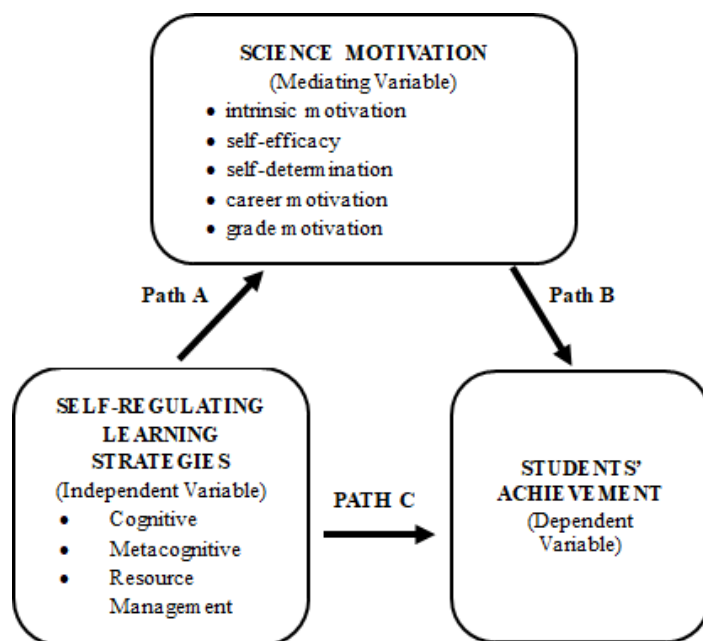 SCIENCE MOTIVATION
(Mediating Variable)
• intrinsic motivation
• self-efficacy
• self-determination
• career motivation
• grade motivation
Path A
Path B
SELF-REGULATING
LEARNING
STRATEGIES
(Independent Variable)
• Cognitive
• Metacognitive
• Resource
Management
PATH C
STUDENTS’
ACHIEVEMENT
(Dependent
Variable)